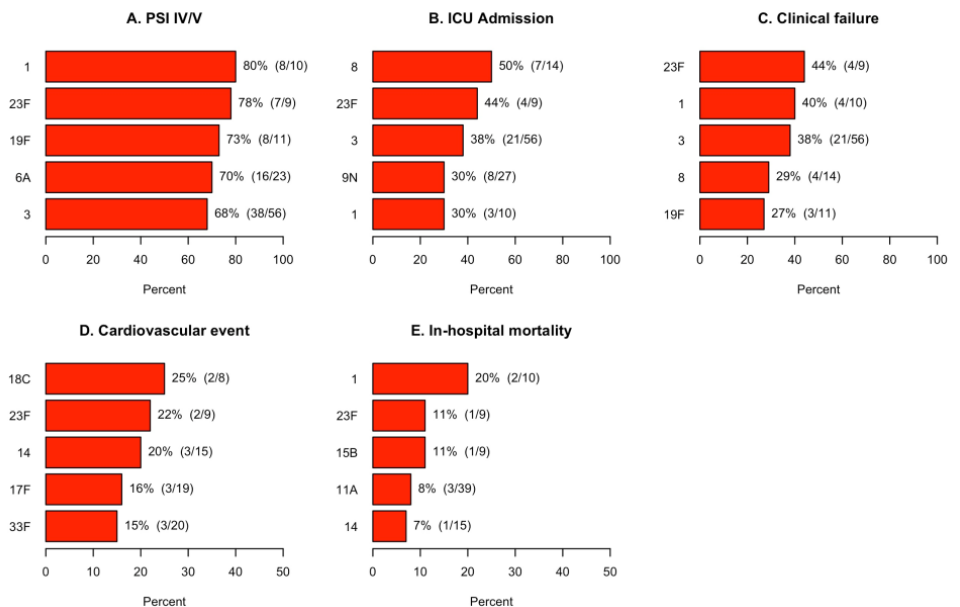 A. PSI IV/V
1 80% (8/10)
23F 78% (7/9)
19F 73% (8/11)
6A 70% (16/23)
3 68% (38/56)
0 20 40 60 80 100
Percent
B. ICU Admission
8 50% (7/14)
23F 44% (4/9)
3 38% (21/56)
9N 30% (8/27)
1 30% (3/10)
0 20 40 60 80 100
Percent
C. Clinical failure
23F 44% (4/9)
1 40% (4/10)
3 38% (21/56)
8 29% (4/14)
19F 27% (3/11)
0 20 40 60 80 100
Percent
D. Cardiovascular event
18C 25% (2/8)
23F 22% (2/9)
14 20% (3/15)
17F 16% (3/19)
33F 15% (3/20)
0 10 20 30 40 50
Percent
E. In-hospital mortality
1 20% (2/10)
23F 11% (1/9)
15B 11% (1/9)
11A 8% (3/39)
14 7% (1/15)
0 10 20 30 40 50
Percent